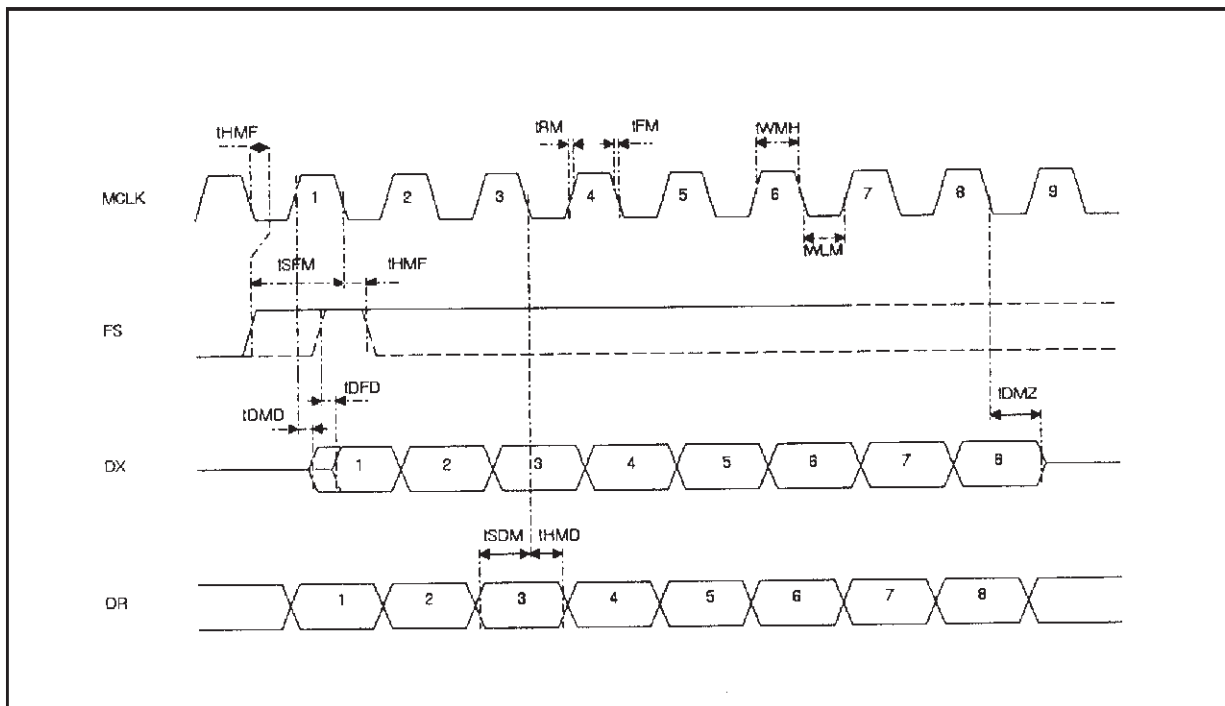 tRM tFM tWMH
tHMF
MCLK 1 2 3 4 5 6 7 8 9
tWLM
tSFM tHMF
FS
tDFD tDMZ
tDMD
DX 1 2 3 4 5 6 7 8
tSDM tHMD
DR 1 2 3 4 5 6 7 8